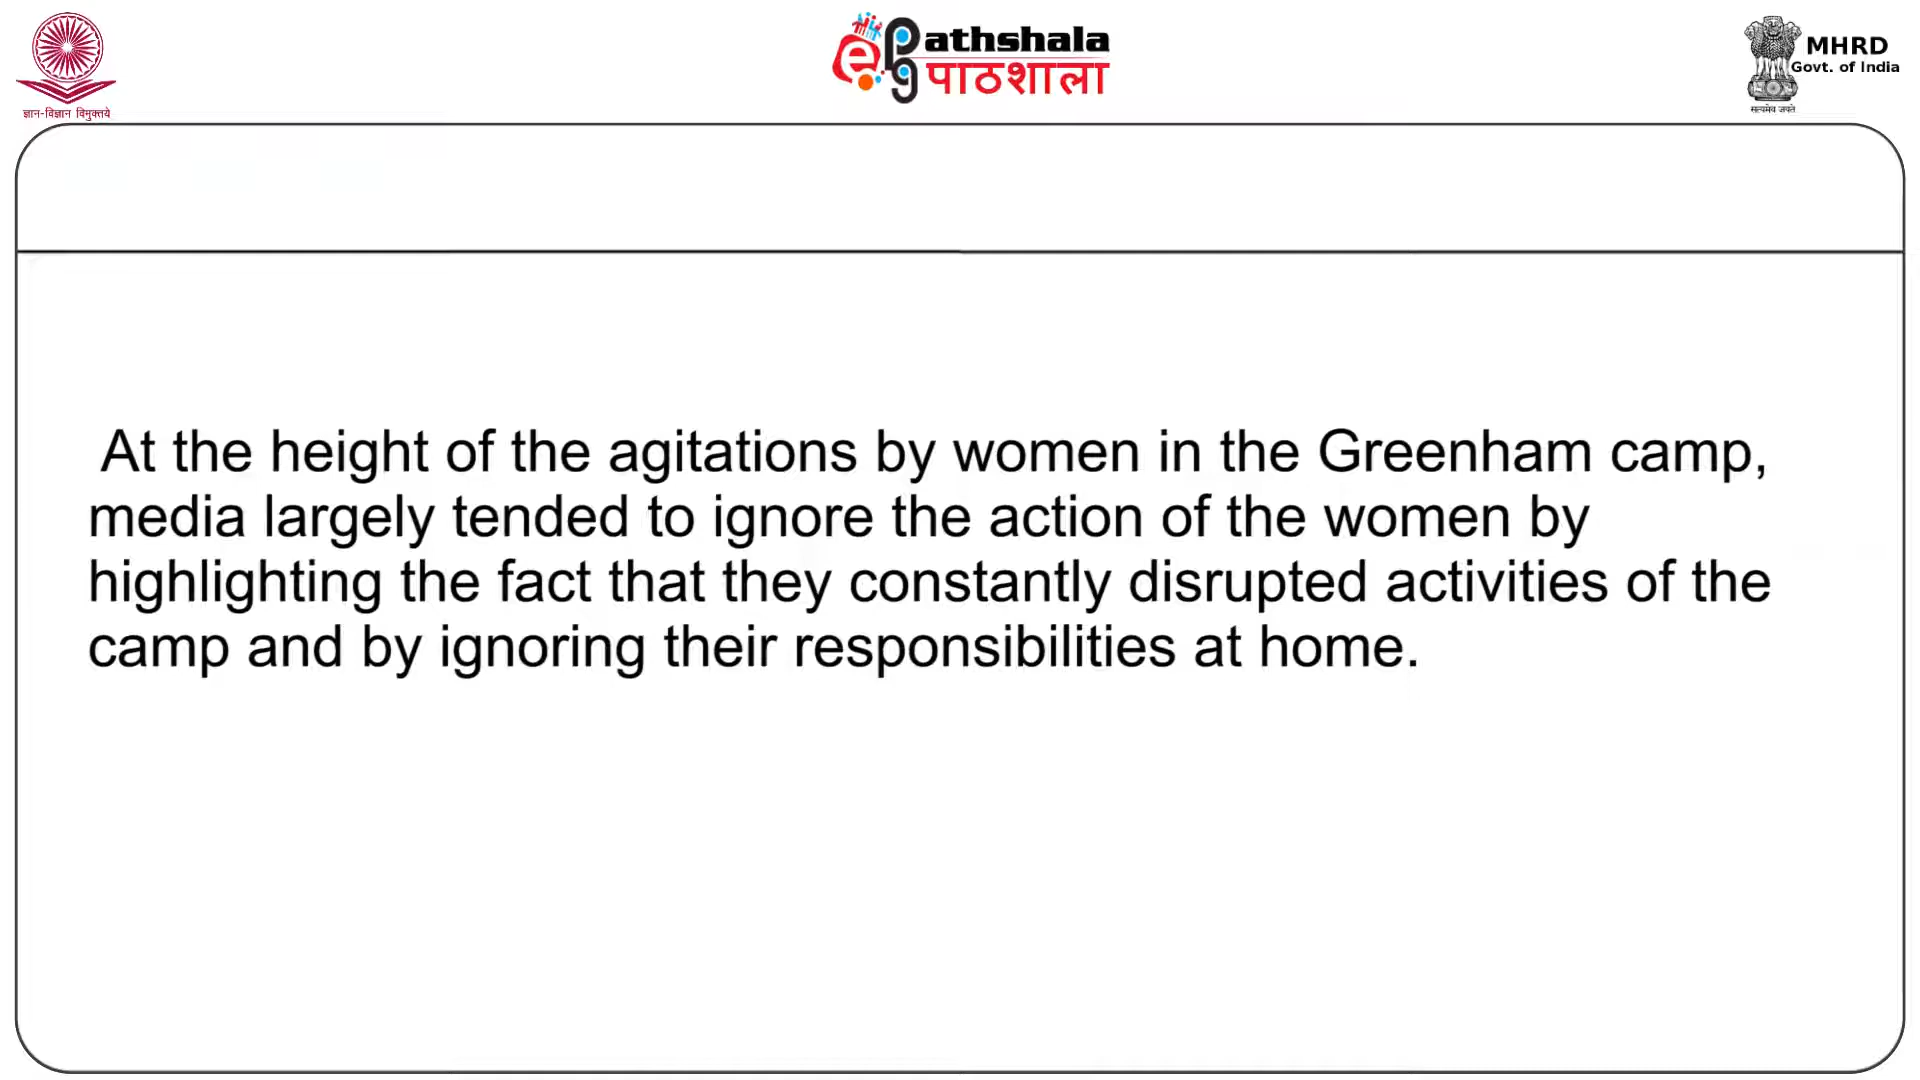 ज्ञान-विज्ञान विमुक्तये
e Pg athshala
पाठशाला
MHRD
Govt. of India
सत्यमेव जयते
At the height of the agitations by women in the Greenham camp,
media largely tended to ignore the action of the women by
highlighting the fact that they constantly disrupted activities of the
camp and by ignoring their responsibilities at home.